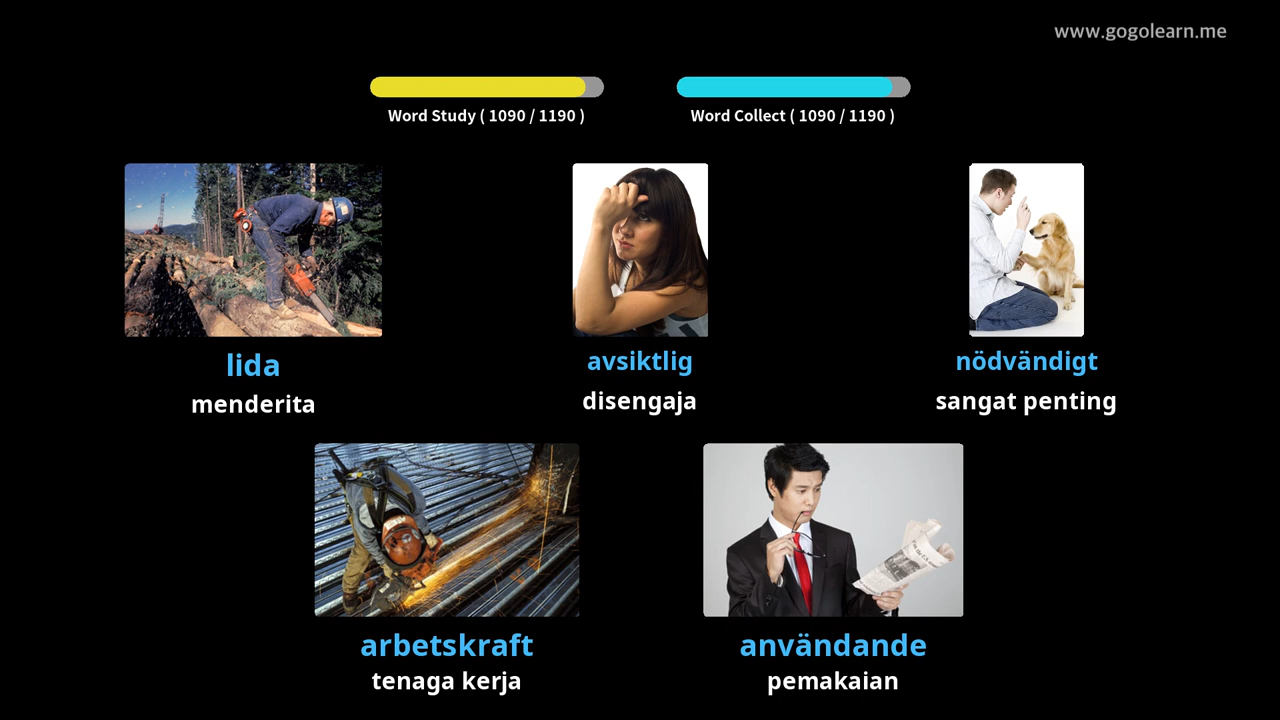 www.gogolearn.me
Word Study ( 1090 / 1190 )
Word Collect ( 1090 / 1190 )
lida
menderita
avsiktlig
disengaja
nödvändigt
sangat penting
arbetskraft
tenaga kerja
användande
pemakaian